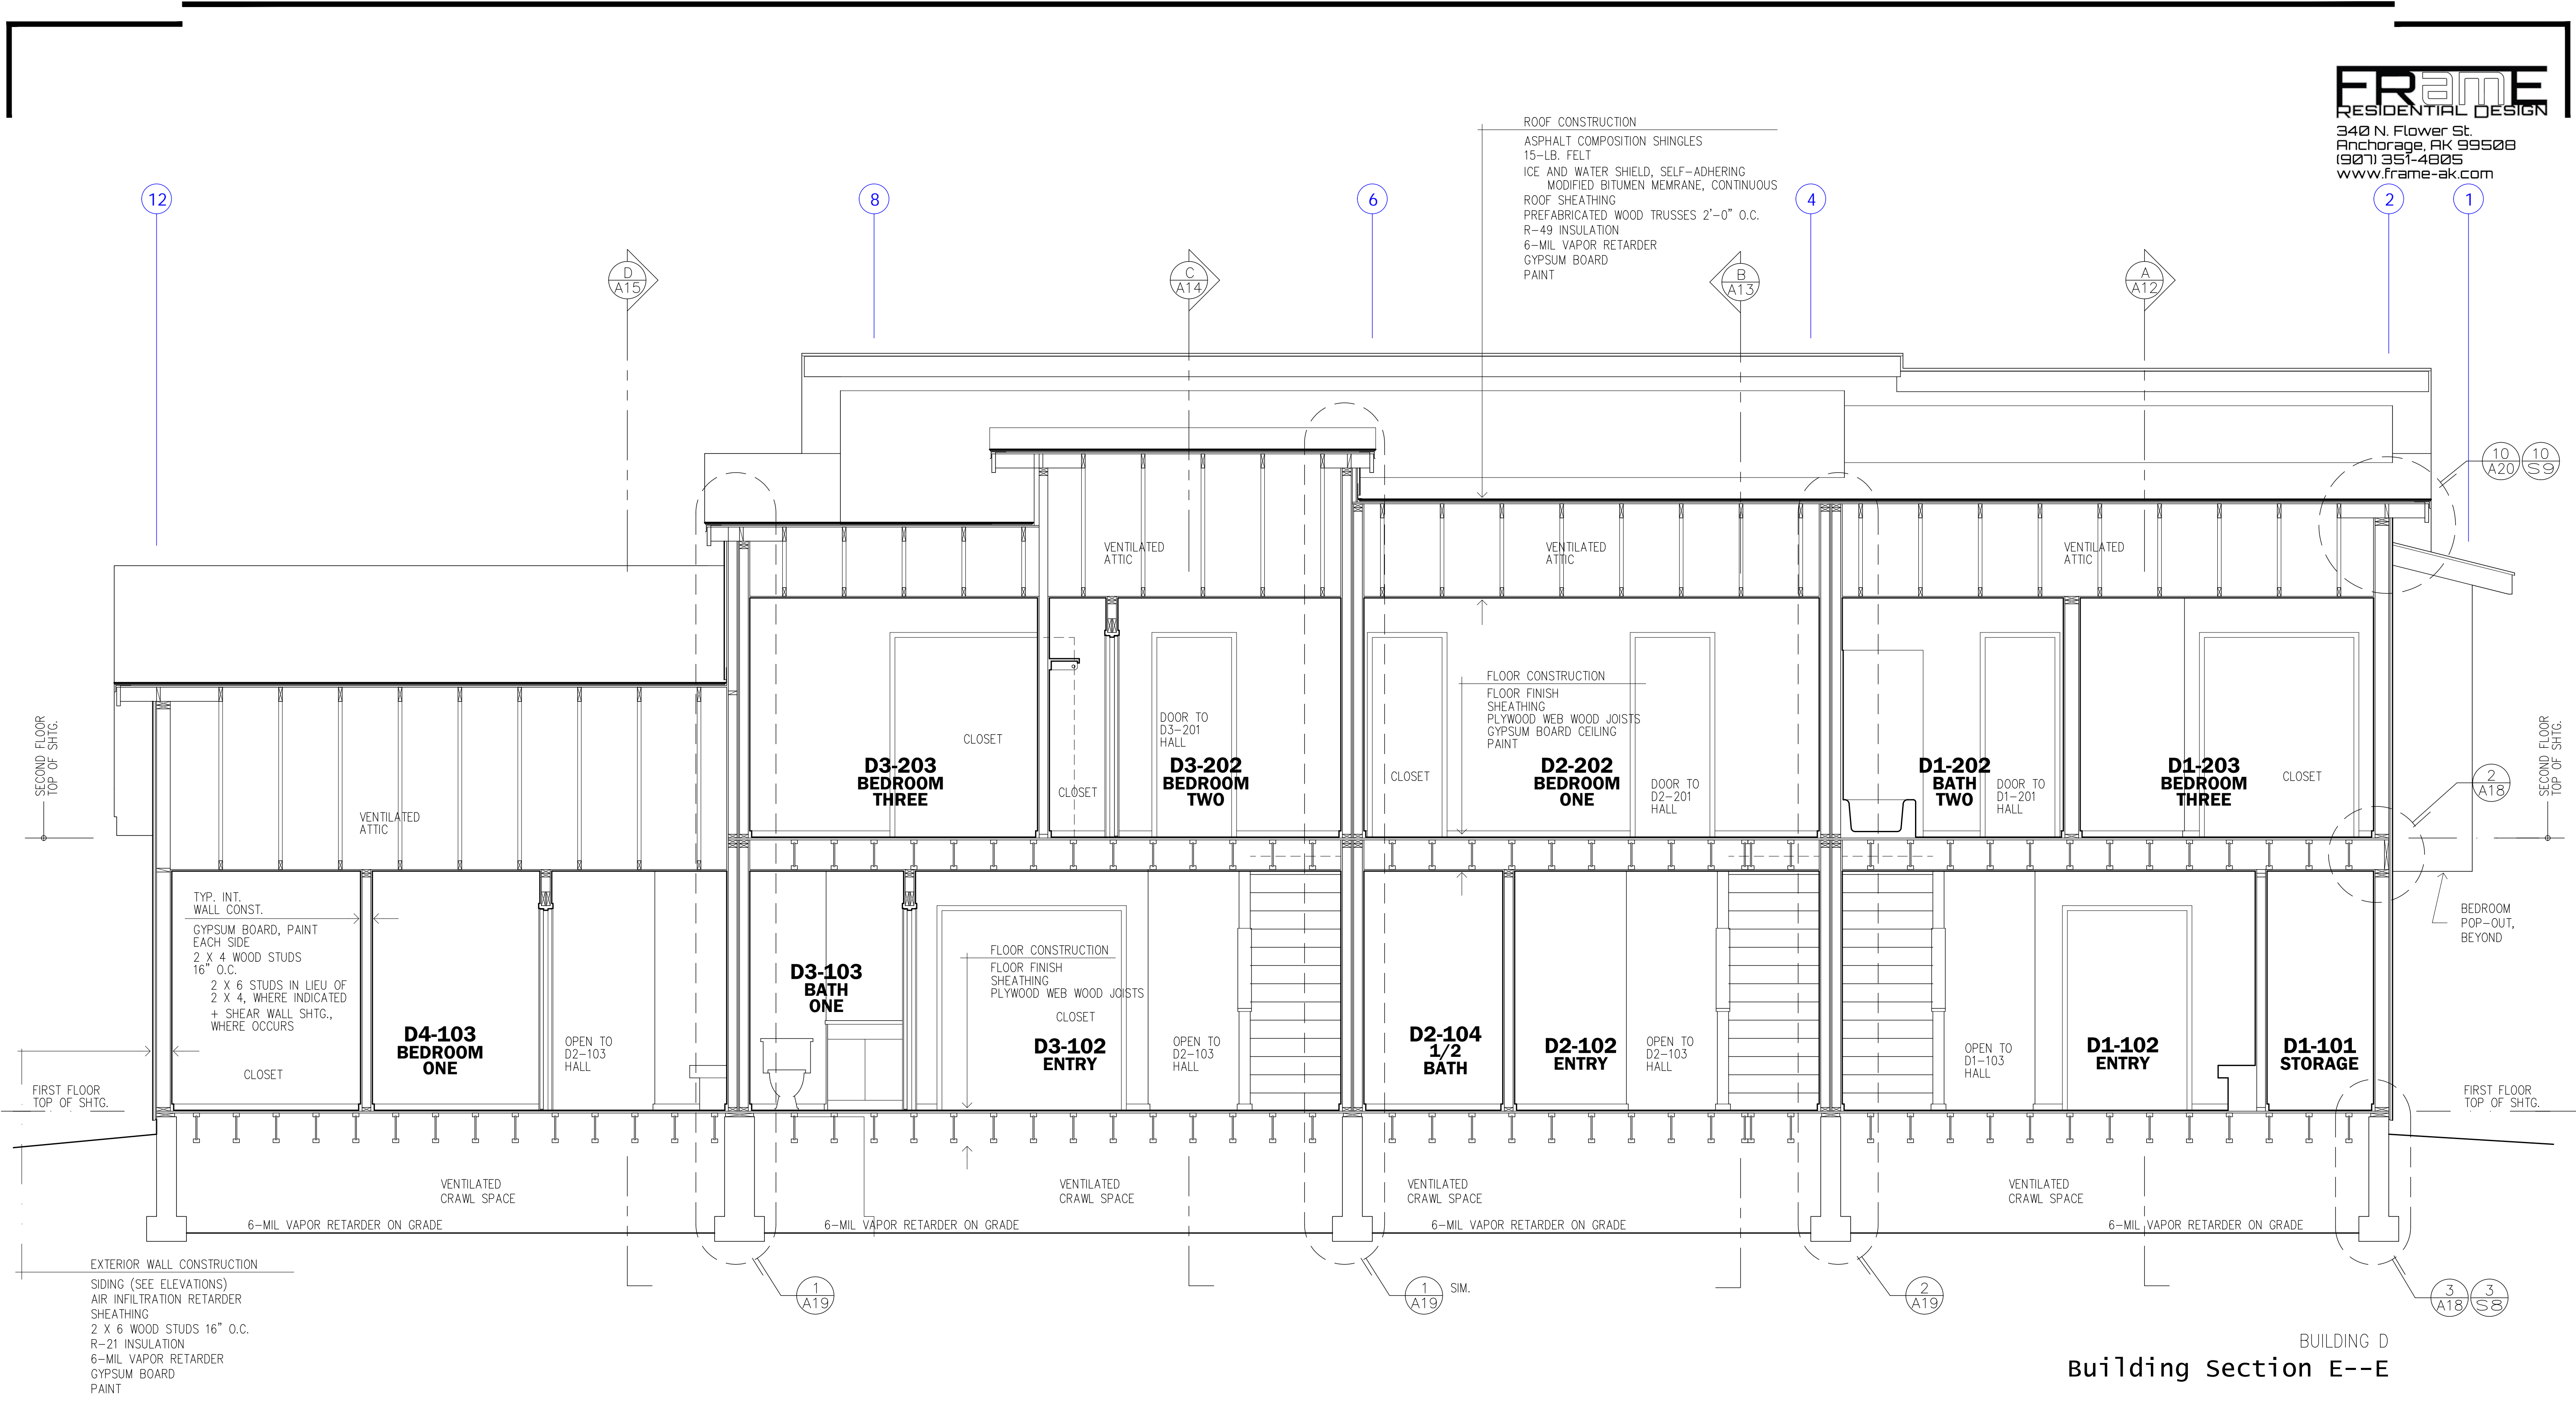 FRamE
RESIDENTIAL DESIGN
340 N. Flower St.
Anchorage, AK 99508
(907) 351-4805
www.frame-ak.com
ROOF CONSTRUCTION
ASPHALT COMPOSITION SHINGLES
15-LB. FELT
ICE AND WATER SHIELD, SELF-ADHERING
MODIFIED BITUMEN MEMRANE, CONTINUOUS
ROOF SHEATHING
PREFABRICATED WOOD TRUSSES 2'-0" O.C.
R-49 INSULATION
6-MIL VAPOR RETARDER
GYPSUM BOARD
PAINT
12
8
6
4
2
1
D
A15
C
A14
B
A13
A
A12
10
A20
10
S9
VENTILATED
ATTIC
VENTILATED
ATTIC
VENTILATED
ATTIC
FLOOR CONSTRUCTION
FLOOR FINISH
SHEATHING
PLYWOOD WEB WOOD JOISTS
GYPSUM BOARD CEILING
PAINT
SECOND FLOOR
TOP OF SHTG.
VENTILATED
ATTIC
CLOSET
D3-203
BEDROOM
THREE
CLOSET
DOOR TO
D3-201
HALL
D3-202
BEDROOM
TWO
CLOSET
D2-202
BEDROOM
ONE
DOOR TO
D2-201
HALL
D1-202
BATH
TWO
DOOR TO
D1-201
HALL
D1-203
BEDROOM
THREE
CLOSET
2
A18
SECOND FLOOR
TOP OF SHTG.
TYP. INT.
WALL CONST.
GYPSUM BOARD, PAINT
EACH SIDE
2 X 4 WOOD STUDS
16" O.C.
2 X 6 STUDS IN LIEU OF
2 X 4, WHERE INDICATED
+ SHEAR WALL SHTG.,
WHERE OCCURS
CLOSET
D4-103
BEDROOM
ONE
OPEN TO
D2-103
HALL
D3-103
BATH
ONE
FLOOR CONSTRUCTION
FLOOR FINISH
SHEATHING
PLYWOOD WEB WOOD JOISTS
CLOSET
D3-102
ENTRY
OPEN TO
D2-103
HALL
D2-104
1/2
BATH
D2-102
ENTRY
OPEN TO
D2-103
HALL
OPEN TO
D1-103
HALL
D1-102
ENTRY
D1-101
STORAGE
BEDROOM
POP-OUT,
BEYOND
FIRST FLOOR
TOP OF SHTG.
FIRST FLOOR
TOP OF SHTG.
VENTILATED
CRAWL SPACE
VENTILATED
CRAWL SPACE
VENTILATED
CRAWL SPACE
VENTILATED
CRAWL SPACE
6-MIL VAPOR RETARDER ON GRADE
6-MIL VAPOR RETARDER ON GRADE
6-MIL VAPOR RETARDER ON GRADE
6-MIL VAPOR RETARDER ON GRADE
EXTERIOR WALL CONSTRUCTION
SIDING (SEE ELEVATIONS)
AIR INFILTRATION RETARDER
SHEATHING
2 X 6 WOOD STUDS 16" O.C.
R-21 INSULATION
6-MIL VAPOR RETARDER
GYPSUM BOARD
PAINT
1
A19
1
A19
SIM.
2
A19
3
A18
3
S8
BUILDING D
Building Section E--E